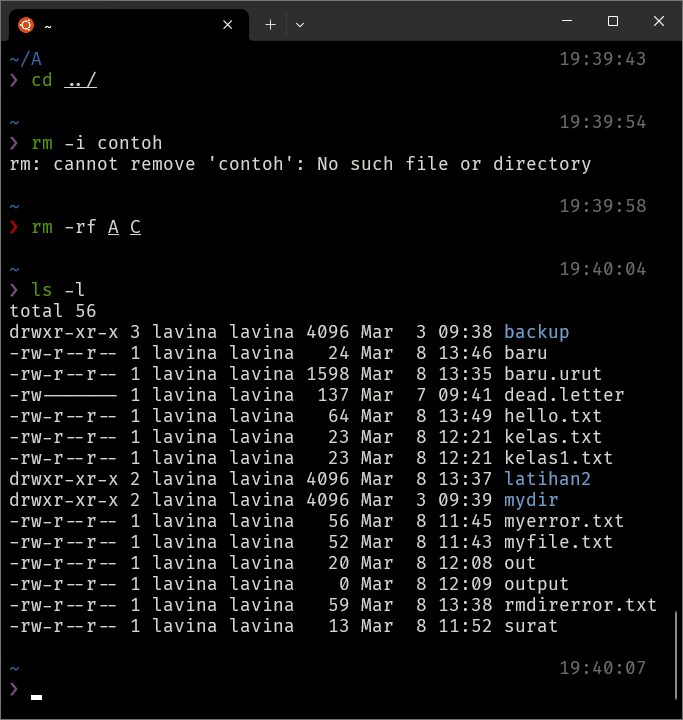 ~
~/A 19:39:43
❯ cd ../
~ 19:39:54
❯ rm -i contoh
rm: cannot remove 'contoh': No such file or directory
~ 19:39:58
❯ rm -rf A C
~ 19:40:04
❯ ls -l
total 56
drwxr-xr-x 3 lavina lavina 4096 Mar  3 09:38 backup
-rw-r--r-- 1 lavina lavina   24 Mar  8 13:46 baru
-rw-r--r-- 1 lavina lavina 1598 Mar  8 13:35 baru.urut
-rw------- 1 lavina lavina  137 Mar  7 09:41 dead.letter
-rw-r--r-- 1 lavina lavina   64 Mar  8 13:49 hello.txt
-rw-r--r-- 1 lavina lavina   23 Mar  8 12:21 kelas.txt
-rw-r--r-- 1 lavina lavina   23 Mar  8 12:21 kelas1.txt
drwxr-xr-x 2 lavina lavina 4096 Mar  8 13:37 latihan2
drwxr-xr-x 2 lavina lavina 4096 Mar  3 09:39 mydir
-rw-r--r-- 1 lavina lavina   56 Mar  8 11:45 myerror.txt
-rw-r--r-- 1 lavina lavina   52 Mar  8 11:43 myfile.txt
-rw-r--r-- 1 lavina lavina   20 Mar  8 12:08 out
-rw-r--r-- 1 lavina lavina    0 Mar  8 12:09 output
-rw-r--r-- 1 lavina lavina   59 Mar  8 13:38 rmdirerror.txt
-rw-r--r-- 1 lavina lavina   13 Mar  8 11:52 surat
~ 19:40:07
❯